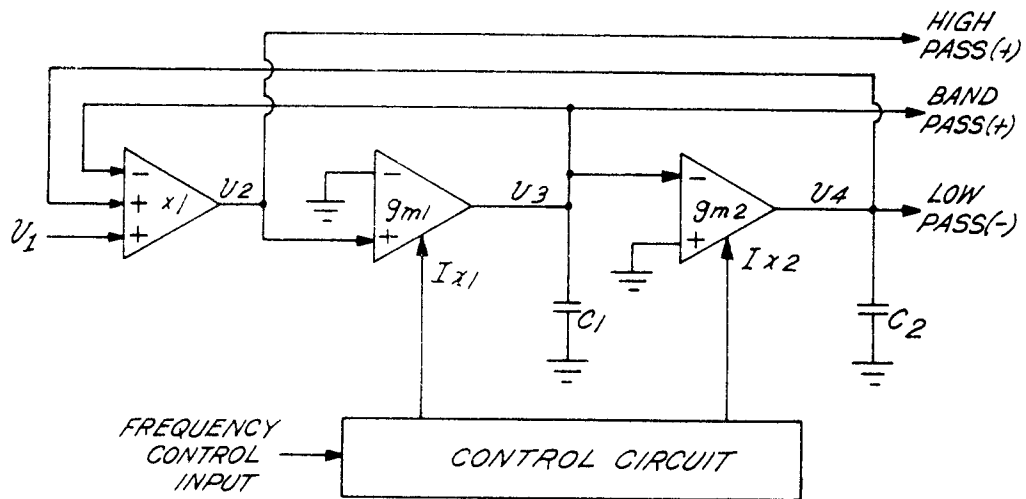 HIGH
PASS(+)
BAND
PASS(+)
-
+
+
x1
U1
U2
-
+
gm1
U3
Ix1
-
+
gm2
U4
Ix2
LOW
PASS(-)
C1
C2
FREQUENCY
CONTROL
INPUT
CONTROL CIRCUIT